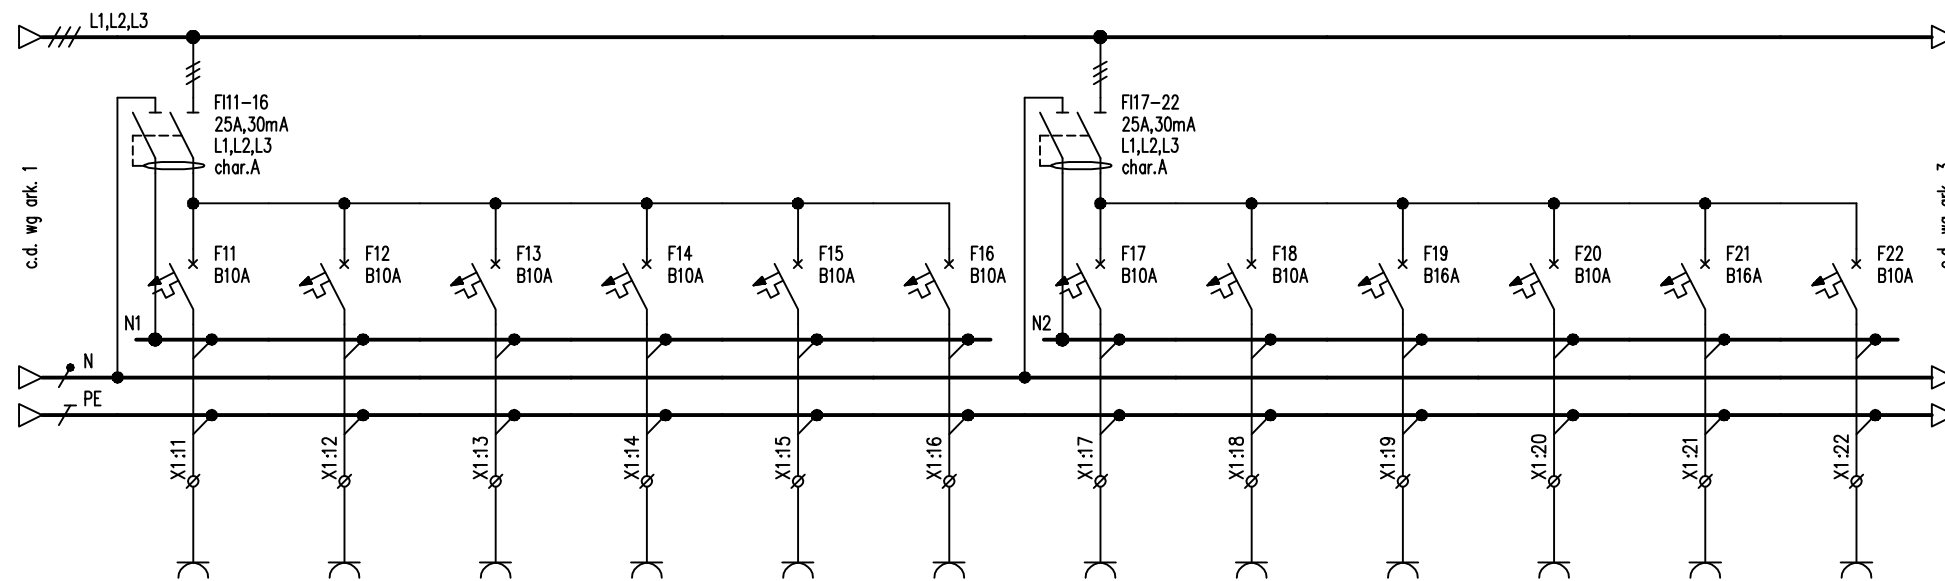 L1,L2,L3
FI11-16
25A,30mA
L1,L2,L3
char.A
FI17-22
25A,30mA
L1,L2,L3
char.A
c.d. wg ark. 1
c.d. wg ark. 3
F11
B10A
F12
B10A
F13
B10A
F14
B10A
F15
B10A
F16
B10A
F17
B10A
F18
B10A
F19
B16A
F20
B10A
F21
B16A
F22
B10A
N1
N2
N
PE
X1:11
X1:12
X1:13
X1:14
X1:15
X1:16
X1:17
X1:18
X1:19
X1:20
X1:21
X1:22